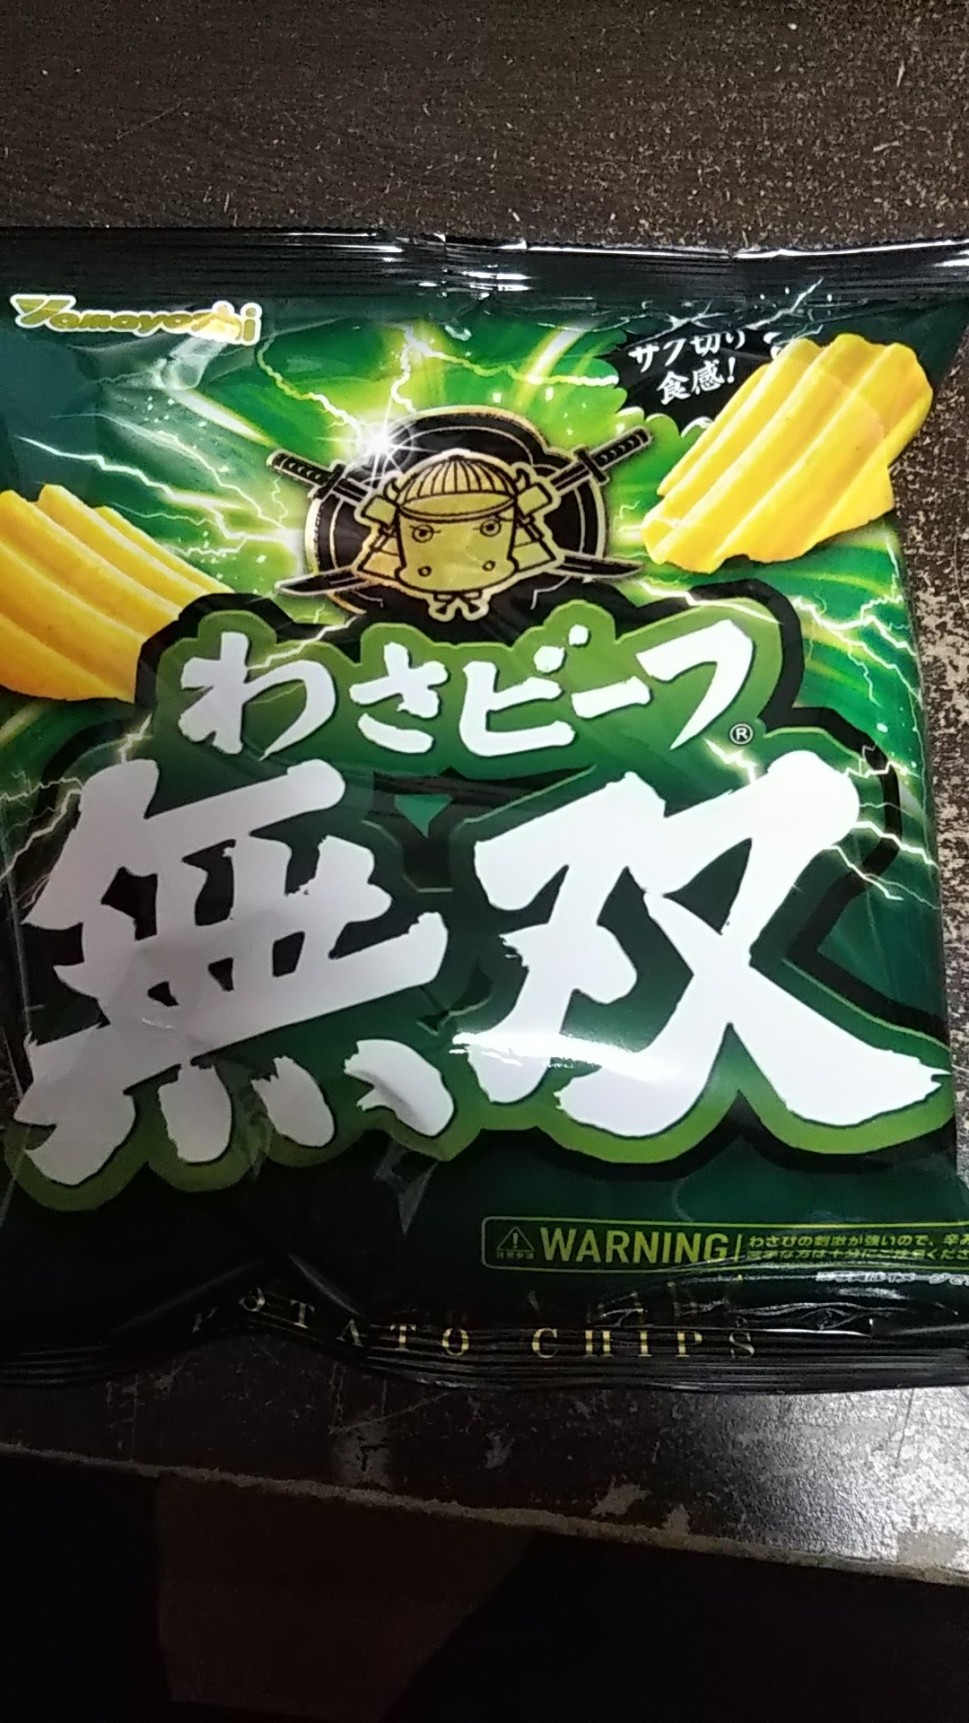 Yamayoshi
サク切り
食感!
わさビーフ®
無双
WARNING
わさびの刺激が強いので、辛み
苦手な方は十分にご注意くださ
POTATO CHIPS